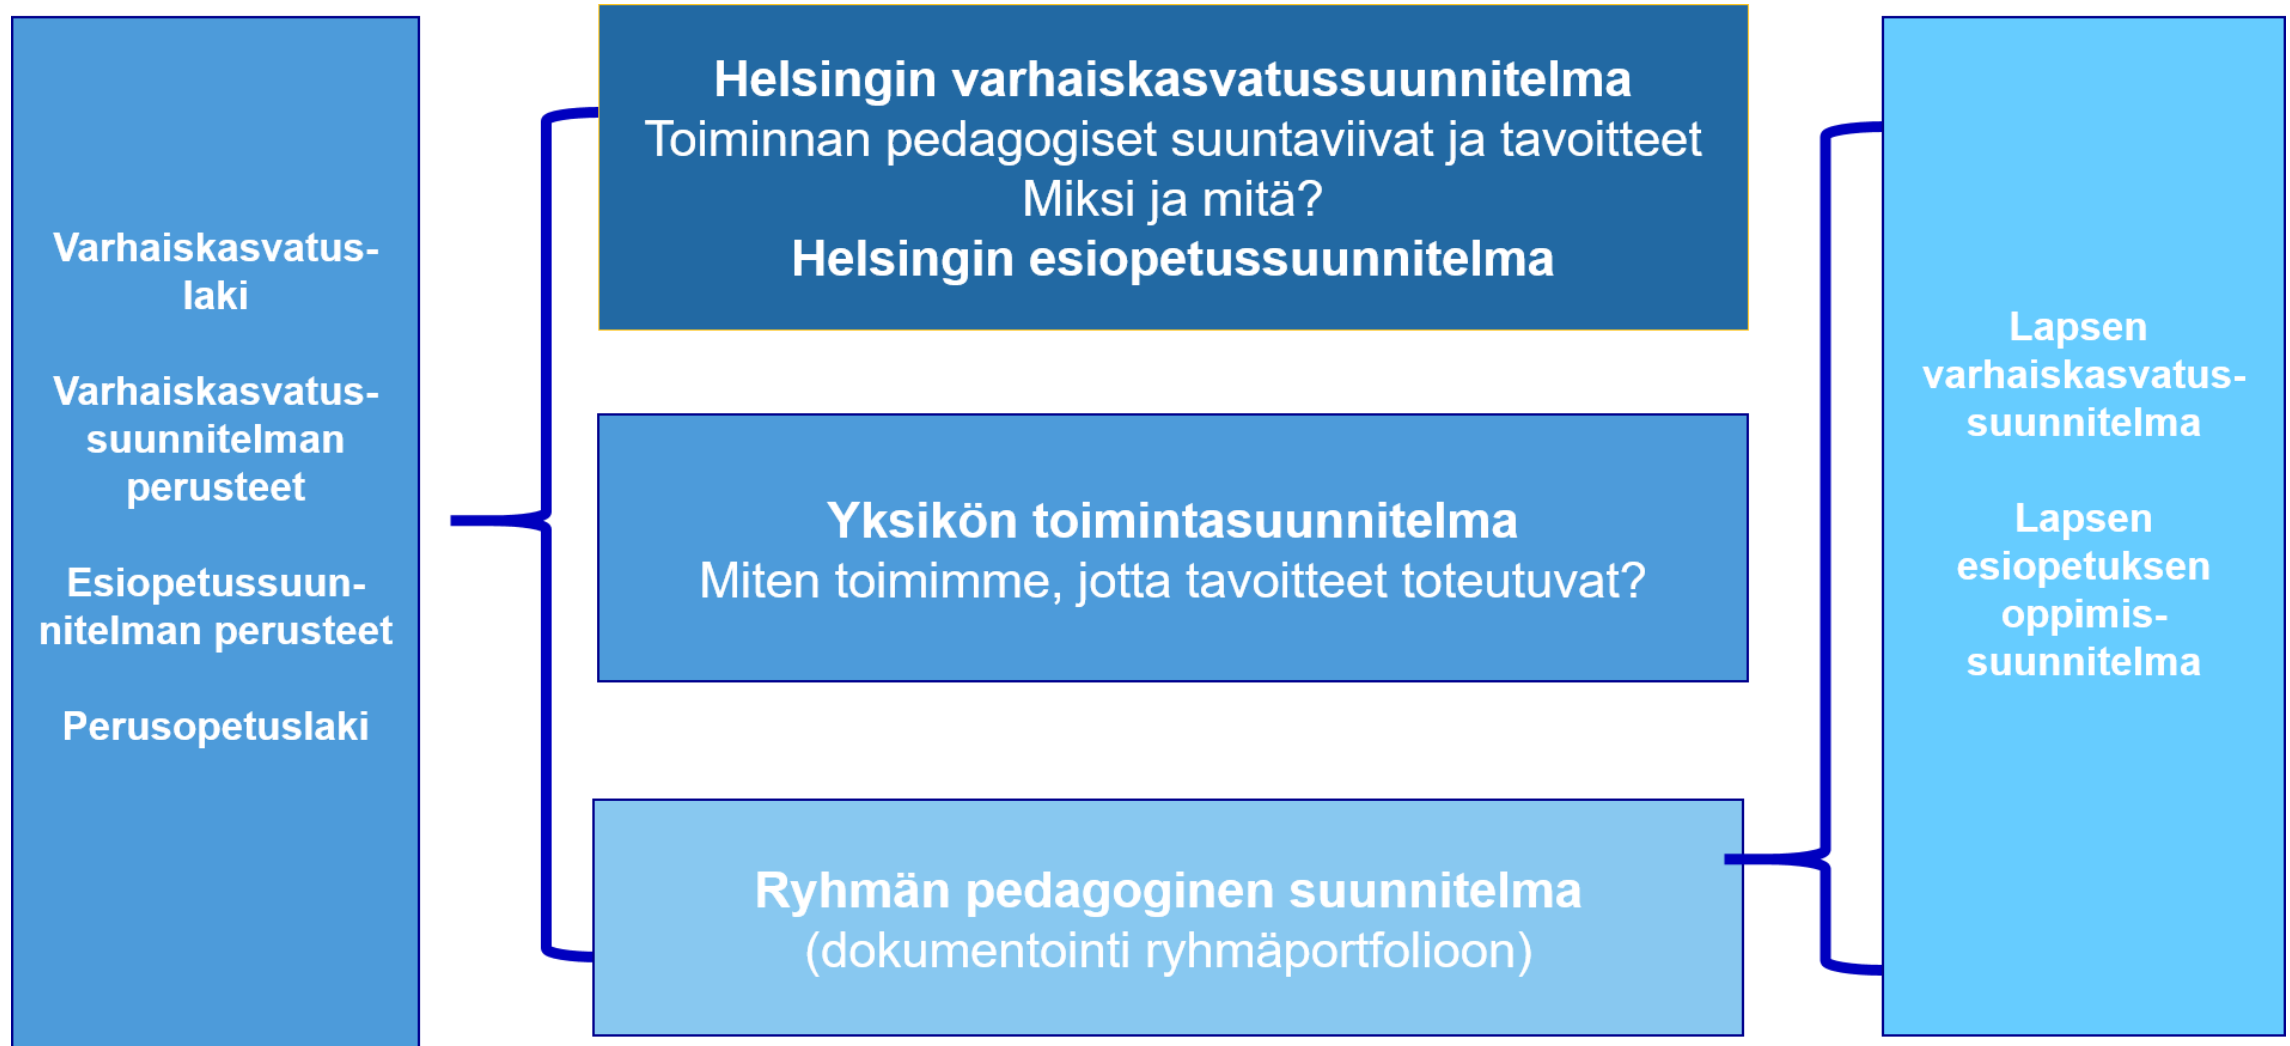 Varhaiskasvatus-
laki
Varhaiskasvatus-
suunnitelman
perusteet
Esiopetussuun-
nitelman perusteet
Perusopetuslaki
Helsingin varhaiskasvatussuunnitelma
Toiminnan pedagogiset suuntaviivat ja tavoitteet
Miksi ja mitä?
Helsingin esiopetussuunnitelma
Yksikön toimintasuunnitelma
Miten toimimme, jotta tavoitteet toteutuvat?
Ryhmän pedagoginen suunnitelma
(dokumentointi ryhmäportfolioon)
Lapsen
varhaiskasvatus-
suunnitelma
Lapsen
esiopetuksen
oppimis-
suunnitelma